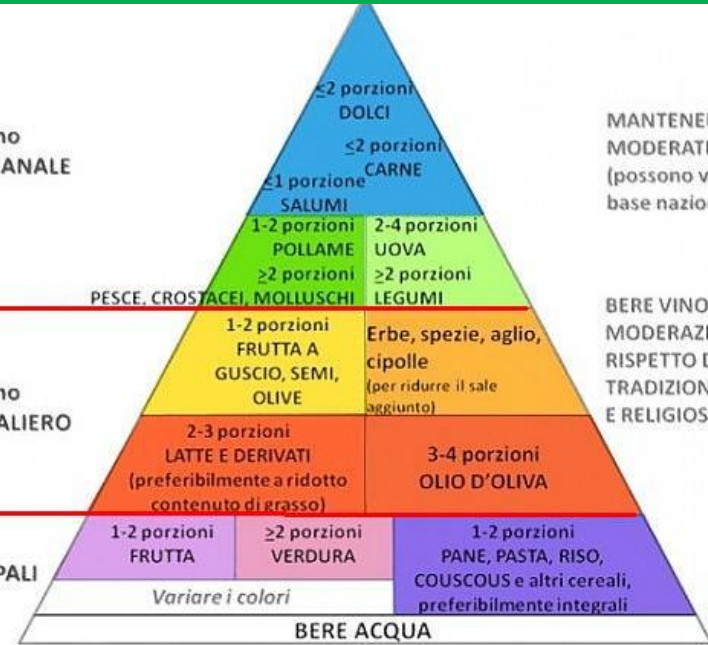 ≤2 porzioni
DOLCI
≤2 porzioni
CARNE
≤1 porzione
SALUMI
1-2 porzioni
POLLAME
≥2 porzioni
PESCE, CROSTACEI, MOLLUSCHI
2-4 porzioni
UOVA
≥2 porzioni
LEGUMI
1-2 porzioni
FRUTTA A
GUSCIO, SEMI,
OLIVE
Erbe, spezie, aglio,
cipolle
(per ridurre il sale
aggiunto)
2-3 porzioni
LATTE E DERIVATI
(preferibilmente a ridotto
contenuto di grasso)
3-4 porzioni
OLIO D'OLIVA
1-2 porzioni
FRUTTA
≥2 porzioni
VERDURA
Variare i colori
1-2 porzioni
PANE, PASTA, RISO,
COUSCOUS e altri cereali,
preferibilmente integrali
BERE ACQUA
no
ANALE
no
ALIERO
PALI
MANTENE
MODERAT
(possono v
base nazion
BERE VINO
MODERAZ
RISPETTO D
TRADIZION
E RELIGIOS